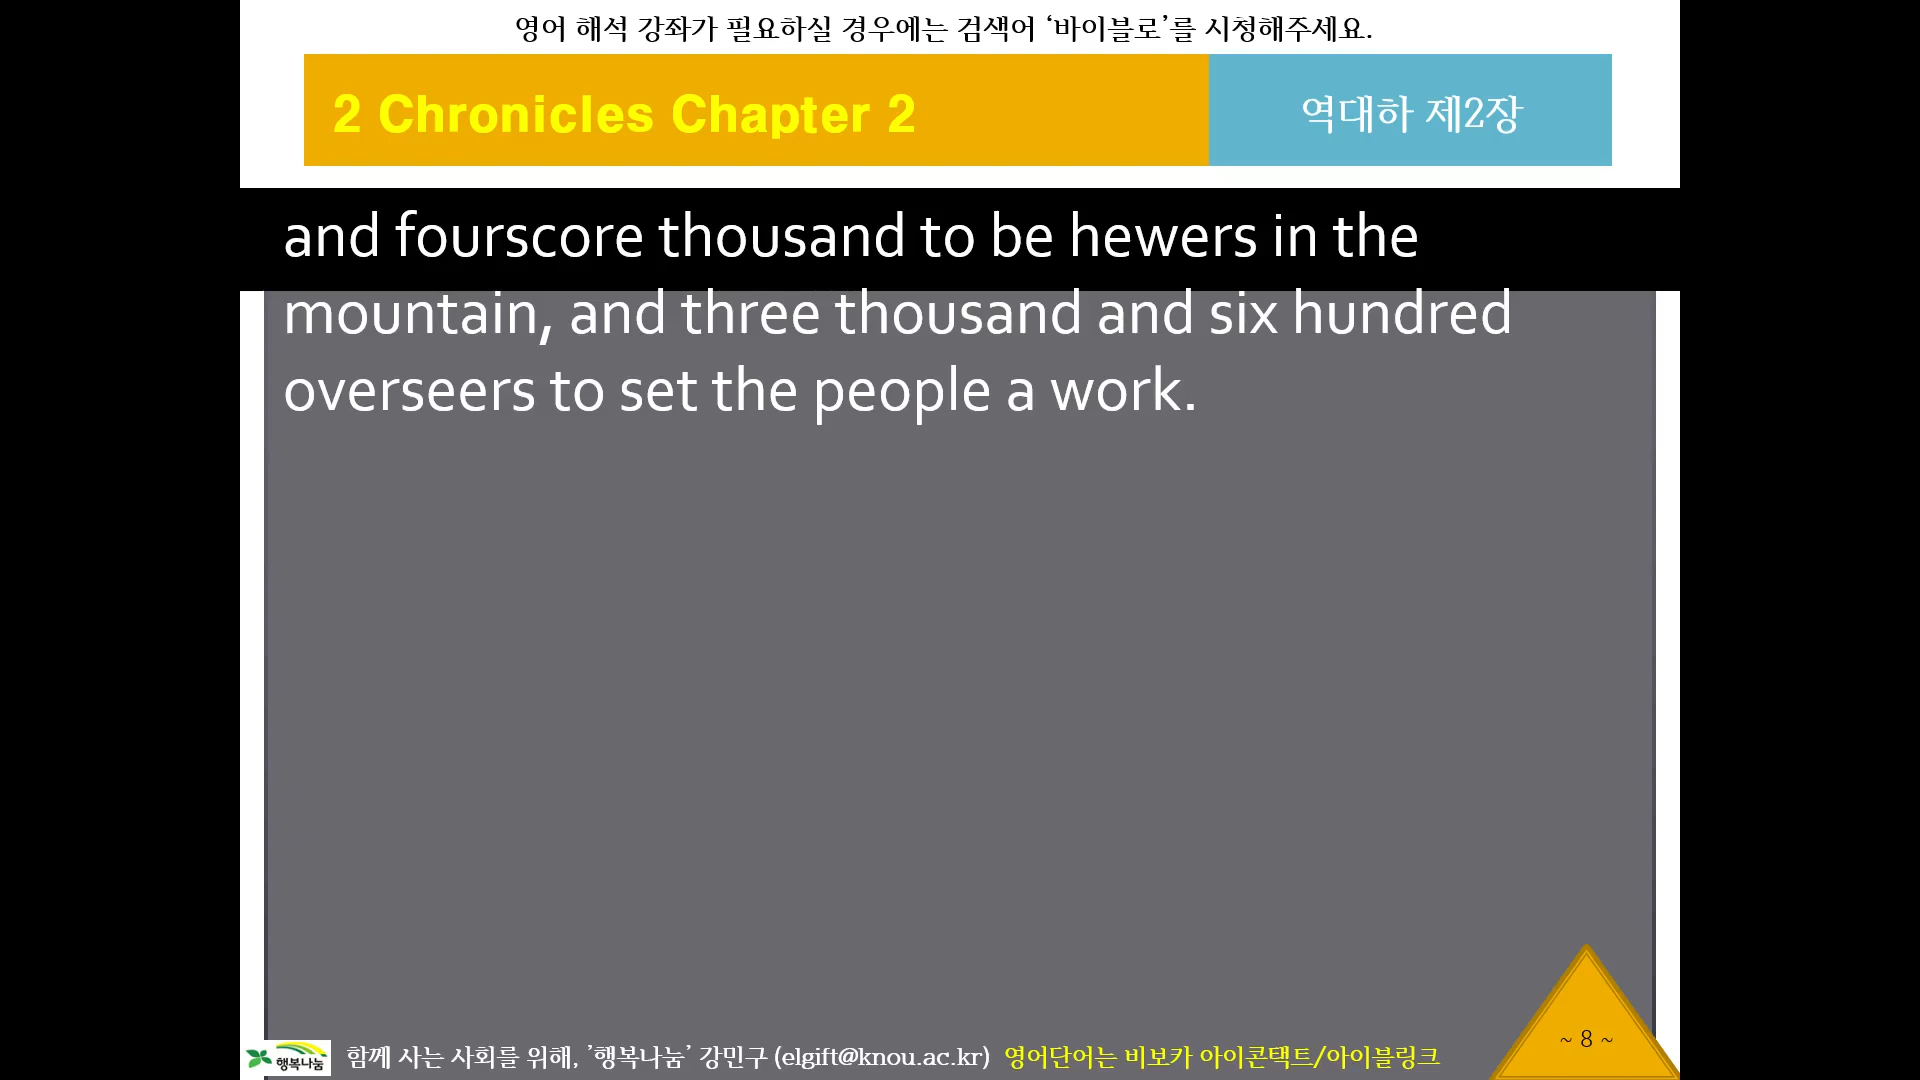 영어 해석 강좌가 필요하실 경우에는 검색어 ‘바이블로’를 시청해주세요.
2 Chronicles Chapter 2
역대하 제2장
and fourscore thousand to be hewers in the
mountain, and three thousand and six hundred
overseers to set the people a work.
~ 8 ~
행복나눔
함께 사는 사회를 위해, ’행복나눔’ 강민구 (elgift@knou.ac.kr) 영어단어는 비보카 아이콘택트/아이블링크